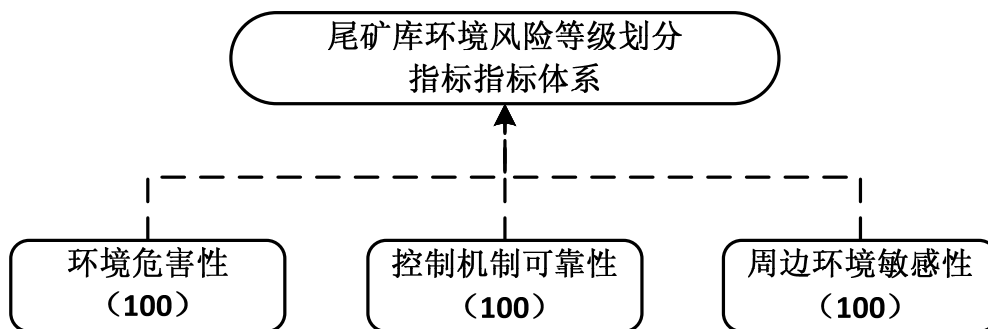 尾矿库环境风险等级划分
指标指标体系
环境危害性
（100）
控制机制可靠性
（100）
周边环境敏感性
（100）